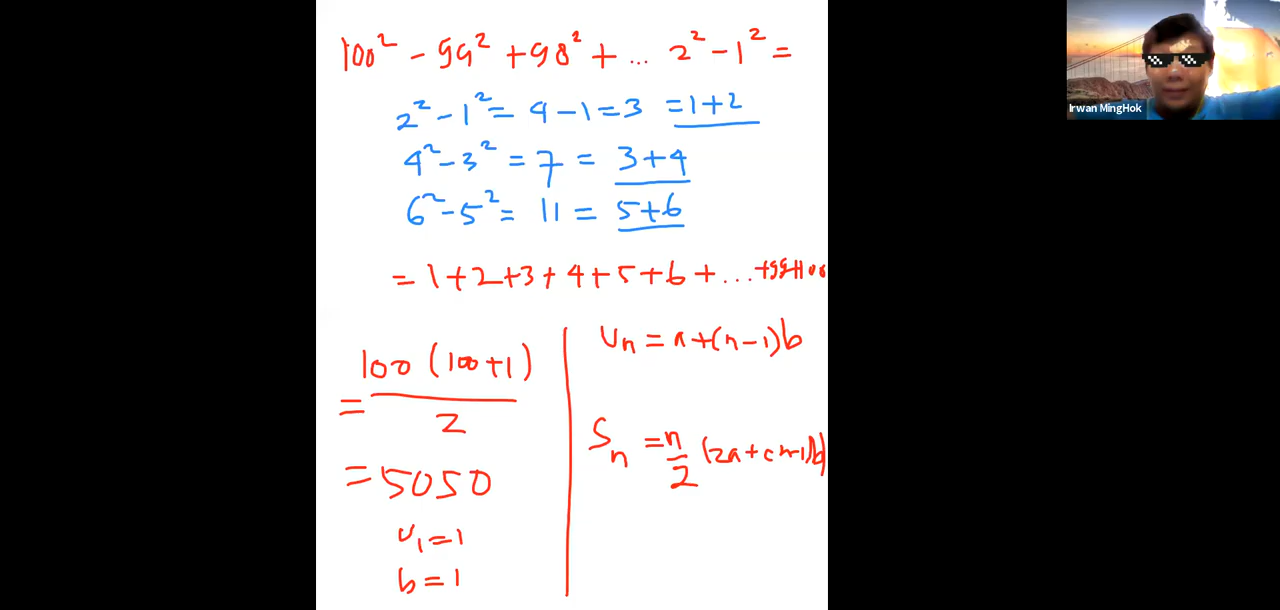 100² - 99² + 98² + ... 2² - 1² =
2² - 1² = 4 - 1 = 3 = 1 + 2
4² - 3² = 7 = 3 + 4
6² - 5² = 11 = 5 + 6
= 1 + 2 + 3 + 4 + 5 + 6 + ... + 99 + 100
= 100 (100 + 1) / 2
= 5050
U₁ = 1
b = 1
Uₙ = a + (n - 1) b
Sₙ = n/2 (2a + (n - 1) b)
Irwan MingHok